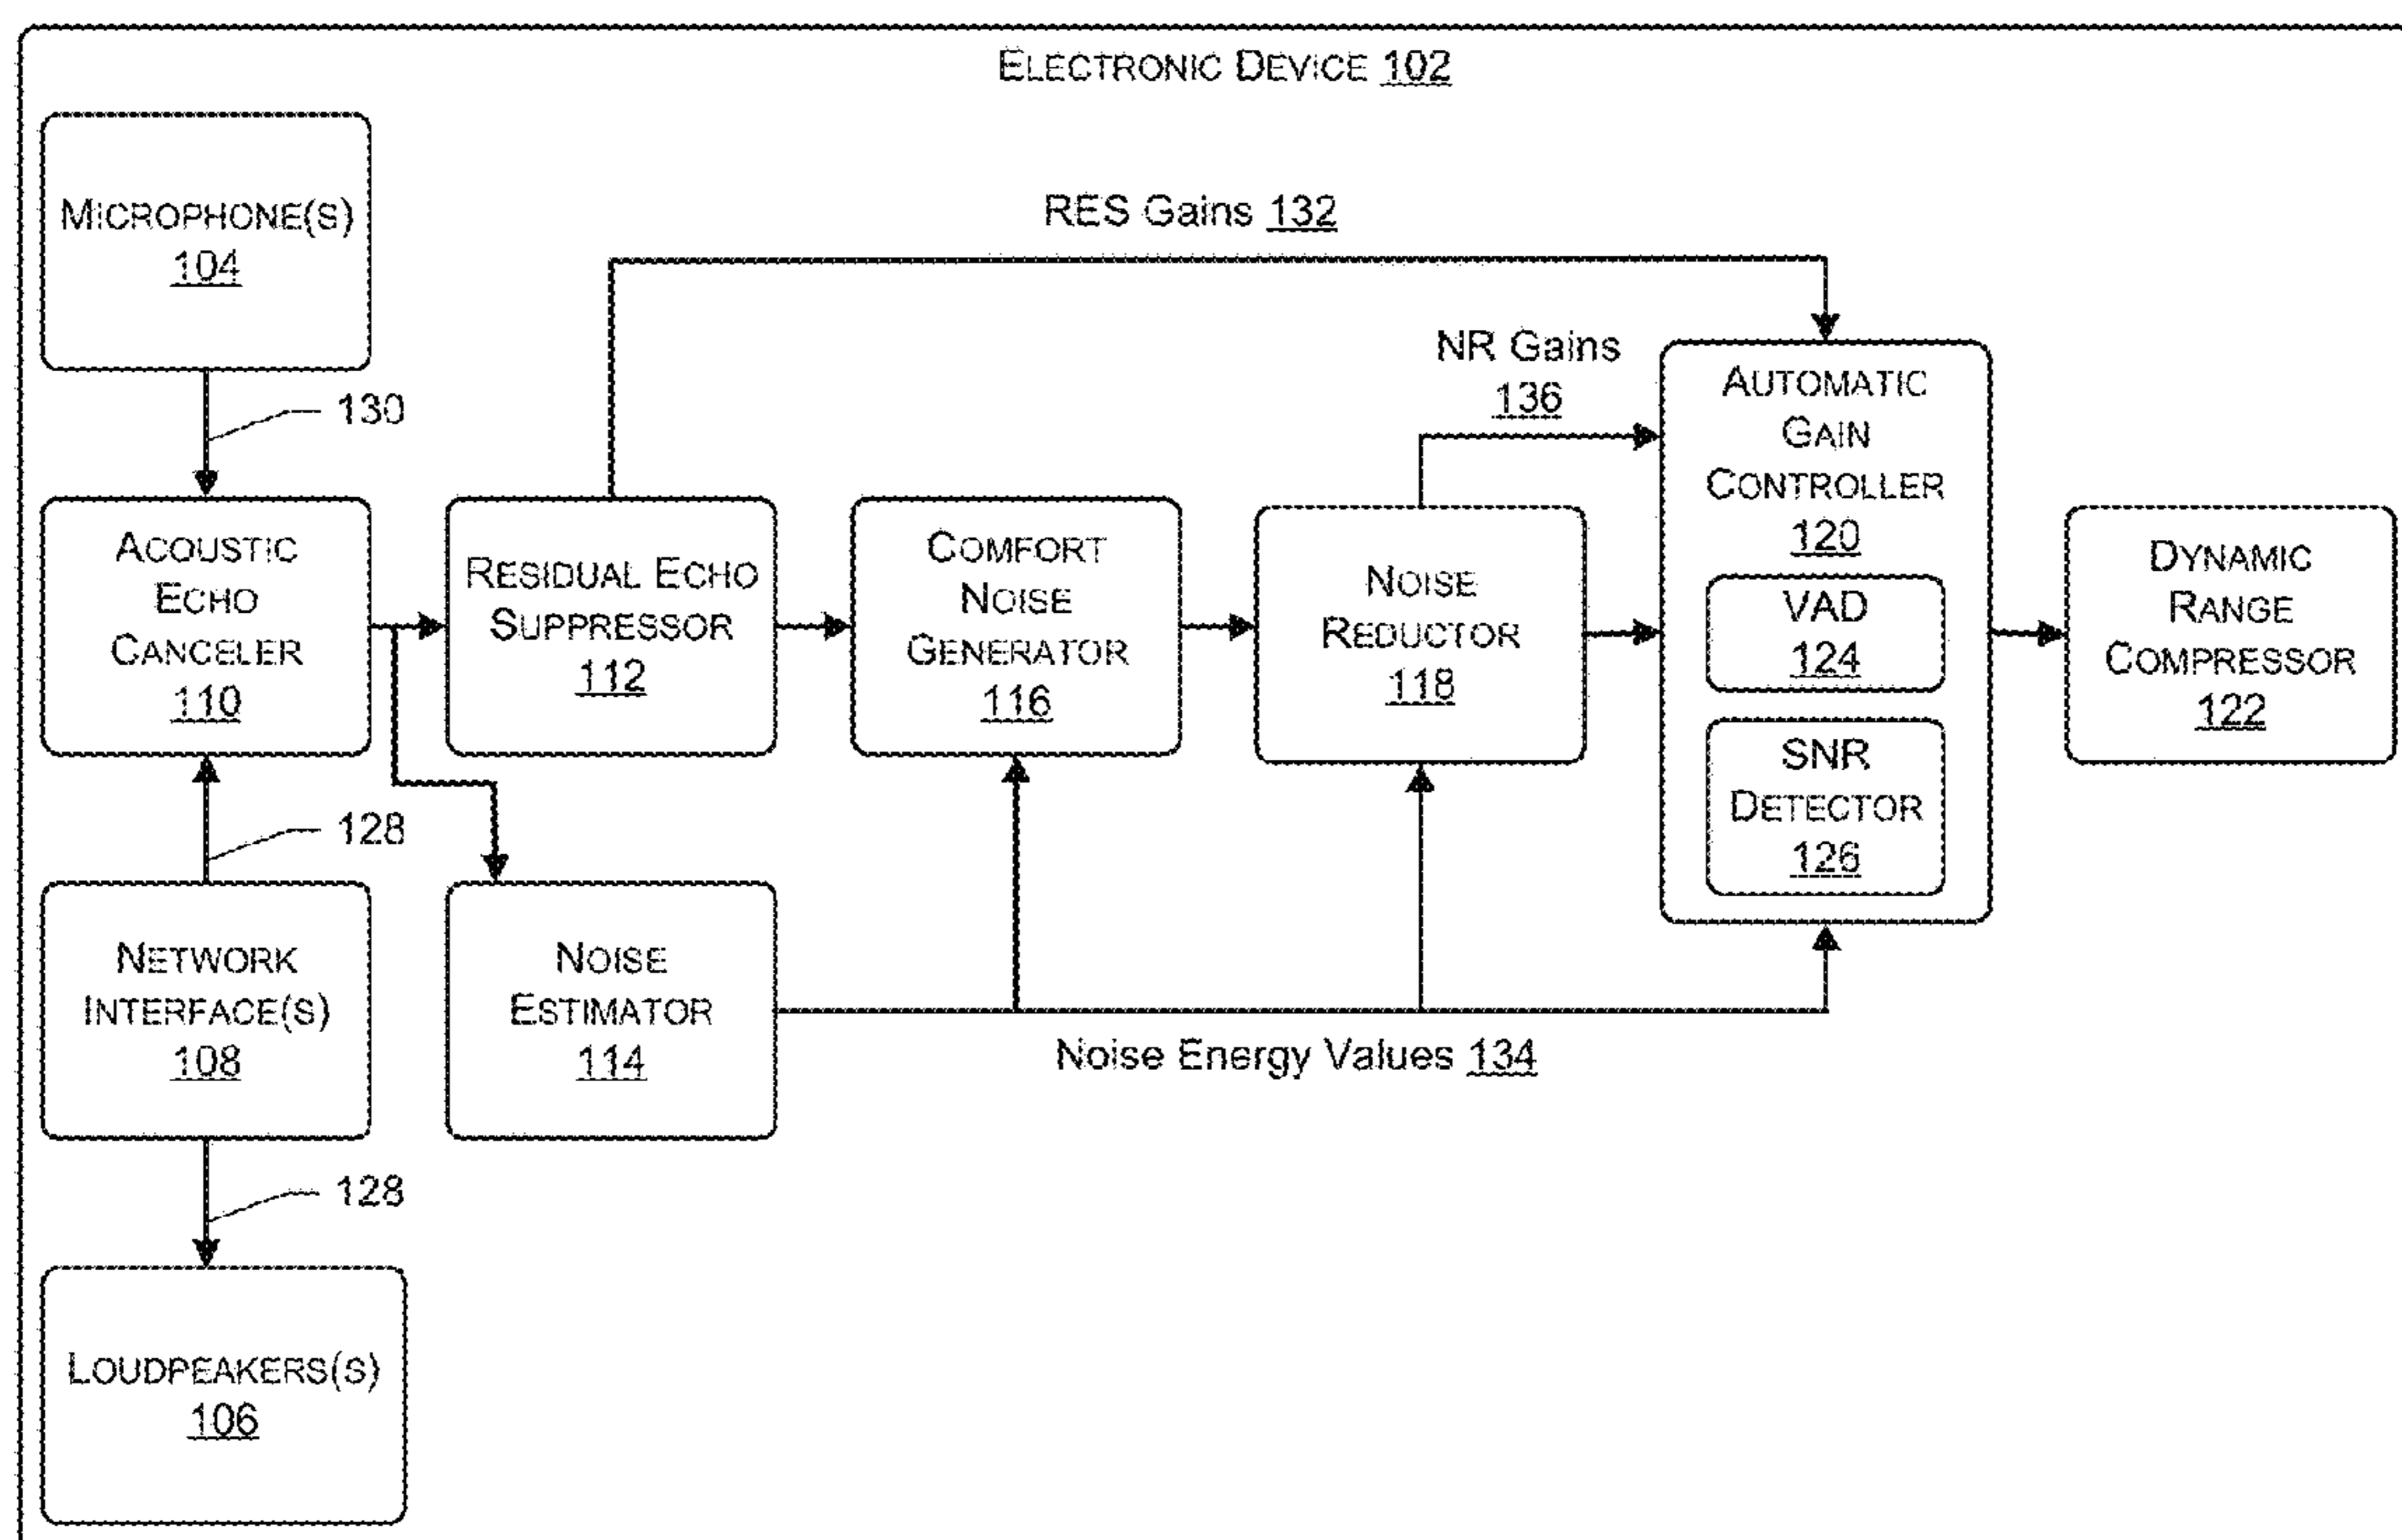 ELECTRONIC DEVICE 102
MICROPHONE(S)
104
RES Gains 132
NR Gains
136
130
ACOUSTIC
ECHO
CANCELER
110
RESIDUAL ECHO
SUPPRESSOR
112
COMFORT
NOISE
GENERATOR
116
NOISE
REDUCTOR
118
AUTOMATIC
GAIN
CONTROLLER
120
VAD
124
SNR
DETECTOR
126
DYNAMIC
RANGE
COMPRESSOR
122
128
NETWORK
INTERFACE(S)
108
NOISE
ESTIMATOR
114
Noise Energy Values 134
128
LOUDPEAKERS(S)
106